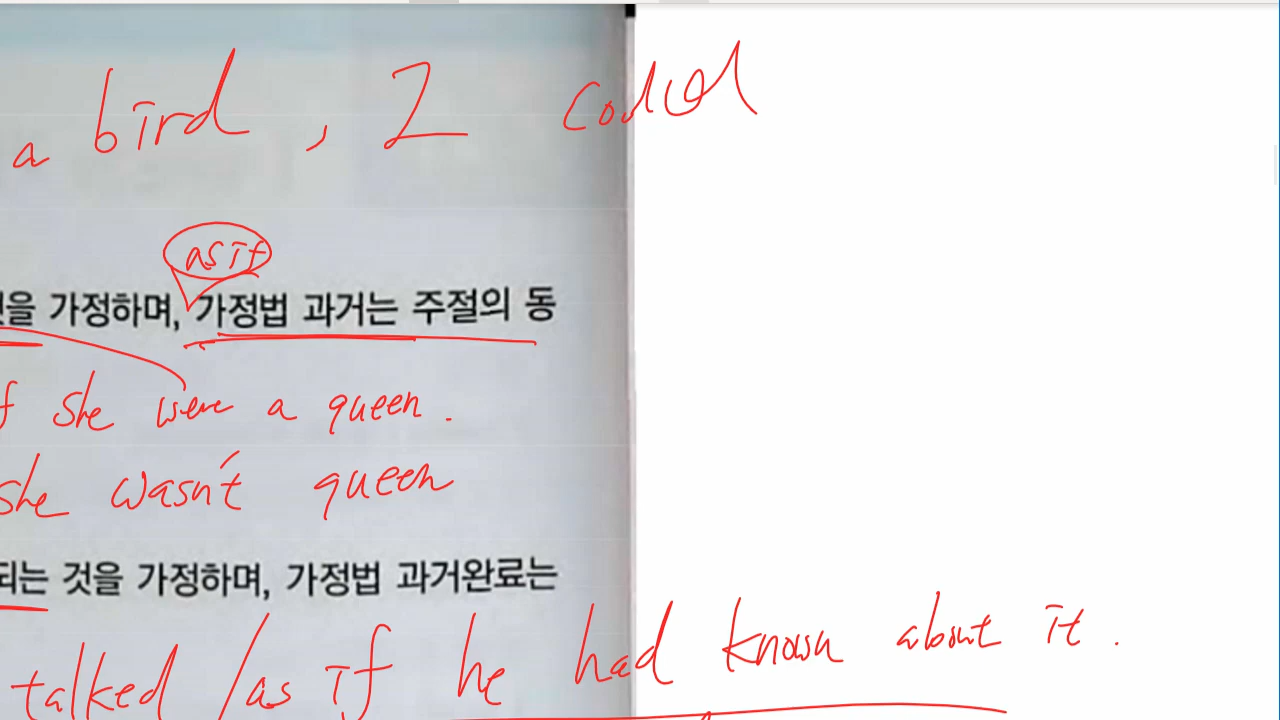 a bird, I could
as if
것을 가정하며, 가정법 과거는 주절의 동
f she were a queen.
she wasn't queen
되는 것을 가정하며, 가정법 과거완료는
talked / as if he had known about it.